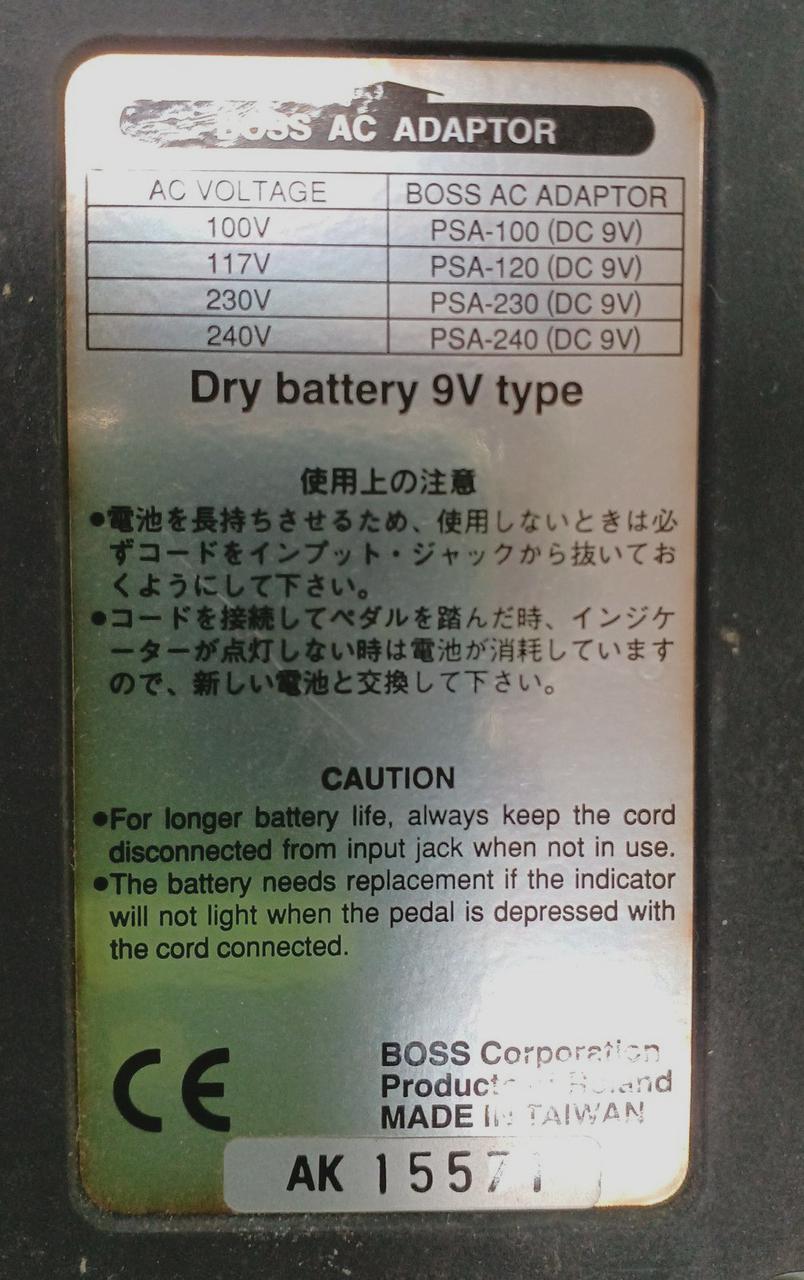 BOSS AC ADAPTOR
AC VOLTAGE BOSS AC ADAPTOR
100V PSA-100 (DC 9V)
117V PSA-120 (DC 9V)
230V PSA-230 (DC 9V)
240V PSA-240 (DC 9V)
Dry battery 9V type
使用上の注意
●電池を長持ちさせるため、使用しないときは必
ずコードをインプット・ジャックから抜いてお
くようにして下さい。
●コードを接続してペダルを踏んだ時、インジケ
ーターが点灯しない時は電池が消耗しています
ので、新しい電池と交換して下さい。
CAUTION
●For longer battery life, always keep the cord
disconnected from input jack when not in use.
●The battery needs replacement if the indicator
will not light when the pedal is depressed with
the cord connected.
CE
BOSS Corporation
Products of Roland
MADE IN TAIWAN
AK 15571